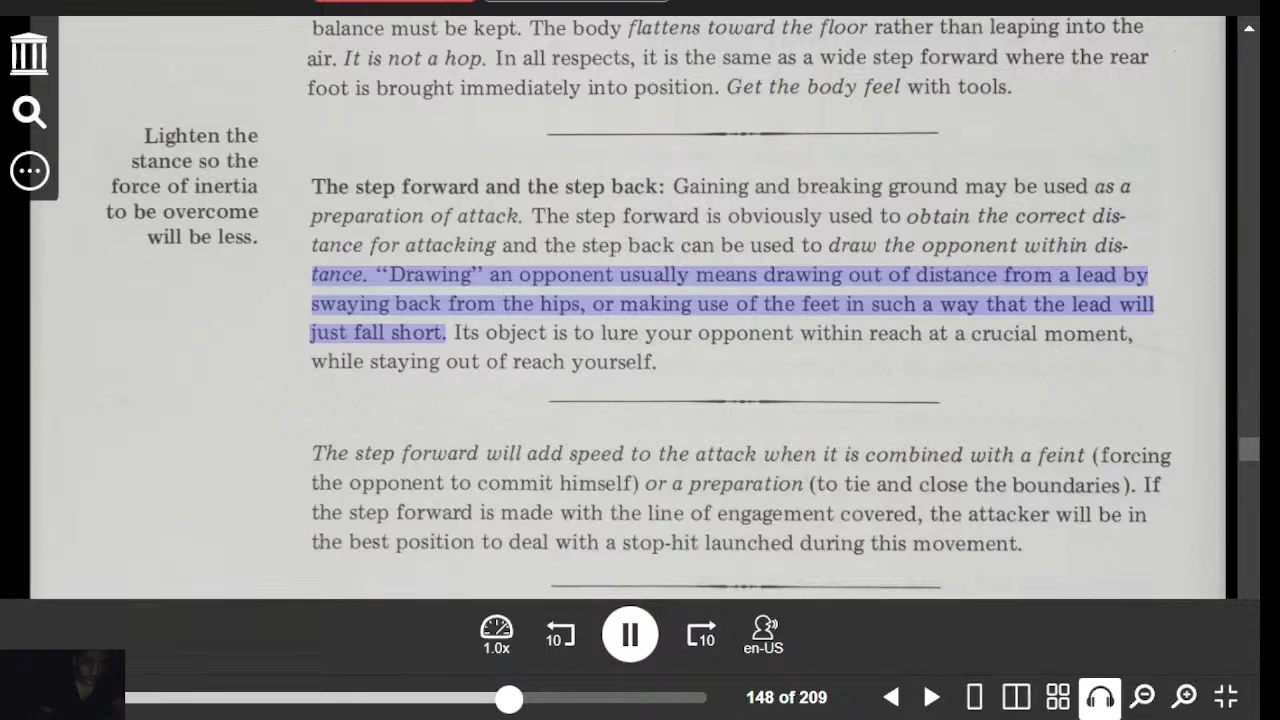 balance must be kept. The body flattens toward the floor rather than leaping into the
air. It is not a hop. In all respects, it is the same as a wide step forward where the rear
foot is brought immediately into position. Get the body feel with tools.
Lighten the
stance so the
force of inertia
to be overcome
will be less.
The step forward and the step back: Gaining and breaking ground may be used as a
preparation of attack. The step forward is obviously used to obtain the correct dis-
tance for attacking and the step back can be used to draw the opponent within dis-
tance. “Drawing” an opponent usually means drawing out of distance from a lead by
swaying back from the hips, or making use of the feet in such a way that the lead will
just fall short. Its object is to lure your opponent within reach at a crucial moment,
while staying out of reach yourself.
The step forward will add speed to the attack when it is combined with a feint (forcing
the opponent to commit himself) or a preparation (to tie and close the boundaries). If
the step forward is made with the line of engagement covered, the attacker will be in
the best position to deal with a stop-hit launched during this movement.
1.0x
10
10
en-US
148 of 209